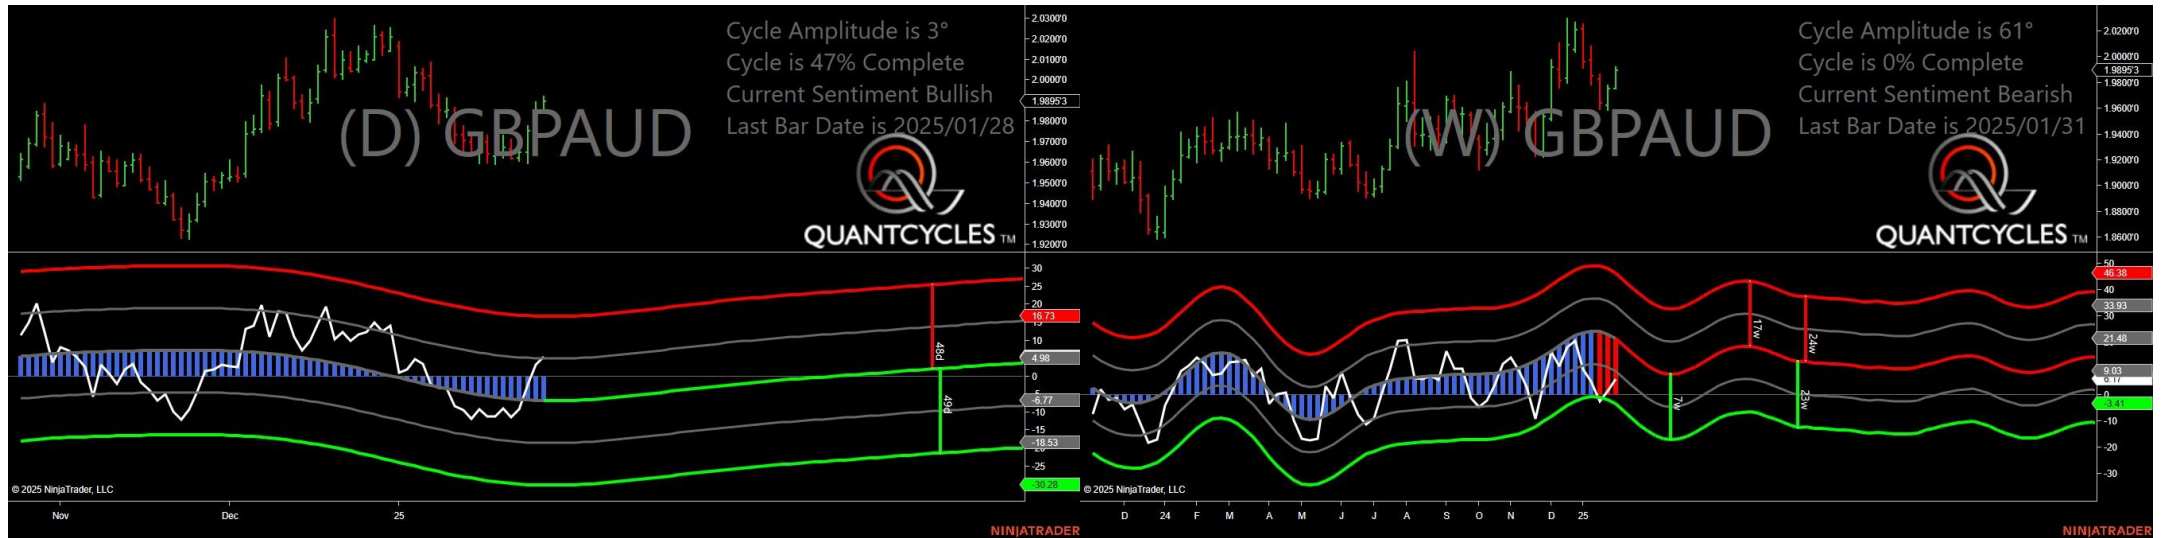 Cycle Amplitude is 3°
Cycle is 47% Complete
Current Sentiment Bullish
Last Bar Date is 2025/01/28
(D) GBPAUD
QUANTCYCLES TM
2.0300'0
2.0200'0
2.0100'0
2.0000'0
1.9895'3
1.9800'0
1.9700'0
1.9600'0
1.9500'0
1.9400'0
1.9300'0
1.9200'0
30
25
20
16.73
10
4.98
0
-5
-6.77
-10
-15
-18.53
-25
-30.28
48d
49d
© 2025 NinjaTrader, LLC
Nov
Dec
25
NINJATRADER
Cycle Amplitude is 61°
Cycle is 0% Complete
Current Sentiment Bearish
Last Bar Date is 2025/01/31
(W) GBPAUD
QUANTCYCLES TM
2.0200'0
2.0000'0
1.9895'3
1.9800'0
1.9600'0
1.9400'0
1.9200'0
1.9000'0
1.8800'0
1.8600'0
50
46.38
40
33.93
30
21.48
9.03
6.17
0
-3.41
-10
-20
-30
17w
24w
7w
23w
© 2025 NinjaTrader, LLC
D
24
F
M
A
M
J
J
A
S
O
N
D
25
NINJATRADER